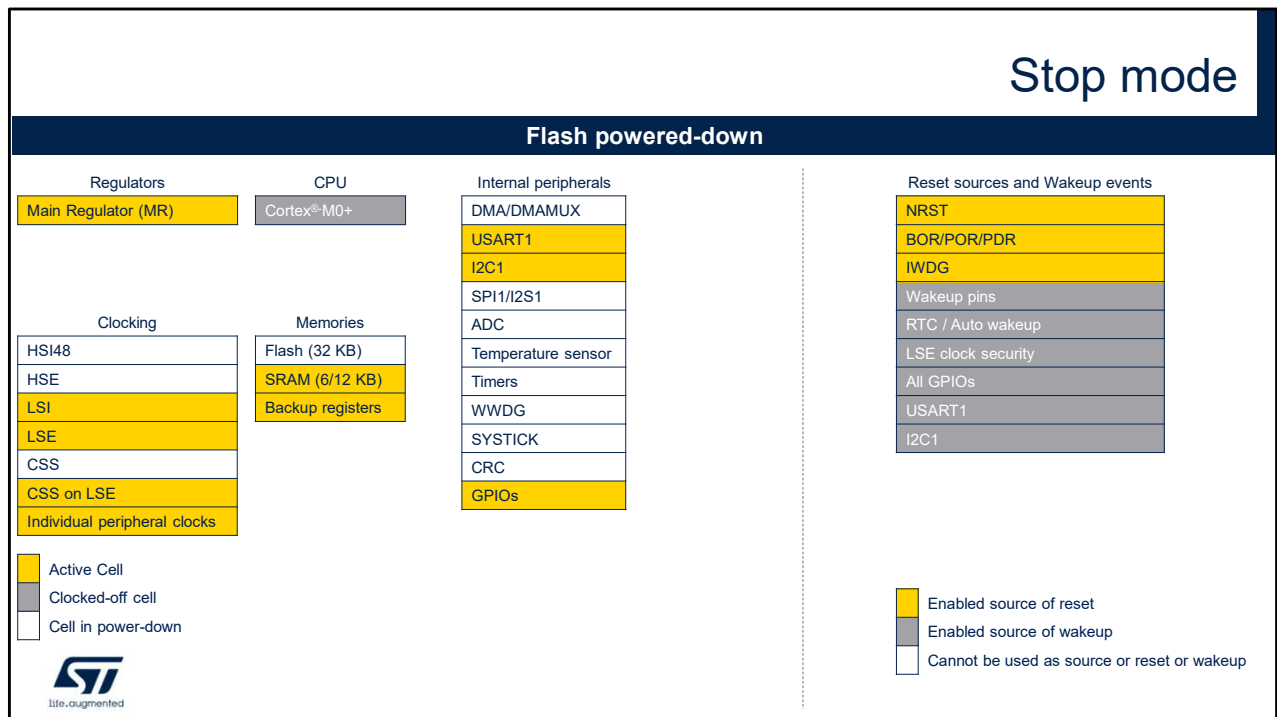 Stop mode
Flash powered-down
Regulators
Main Regulator (MR)
CPU
Cortex®-M0+
Clocking
HSI48
HSE
LSI
LSE
CSS
CSS on LSE
Individual peripheral clocks
Memories
Flash (32 KB)
SRAM (6/12 KB)
Backup registers
Internal peripherals
DMA/DMAMUX
USART1
I2C1
SPI1/I2S1
ADC
Temperature sensor
Timers
WWDG
SYSTICK
CRC
GPIOs
Reset sources and Wakeup events
NRST
BOR/POR/PDR
IWDG
Wakeup pins
RTC / Auto wakeup
LSE clock security
All GPIOs
USART1
I2C1
Active Cell
Clocked-off cell
Cell in power-down
Enabled source of reset
Enabled source of wakeup
Cannot be used as source or reset or wakeup
ST
life.augmented